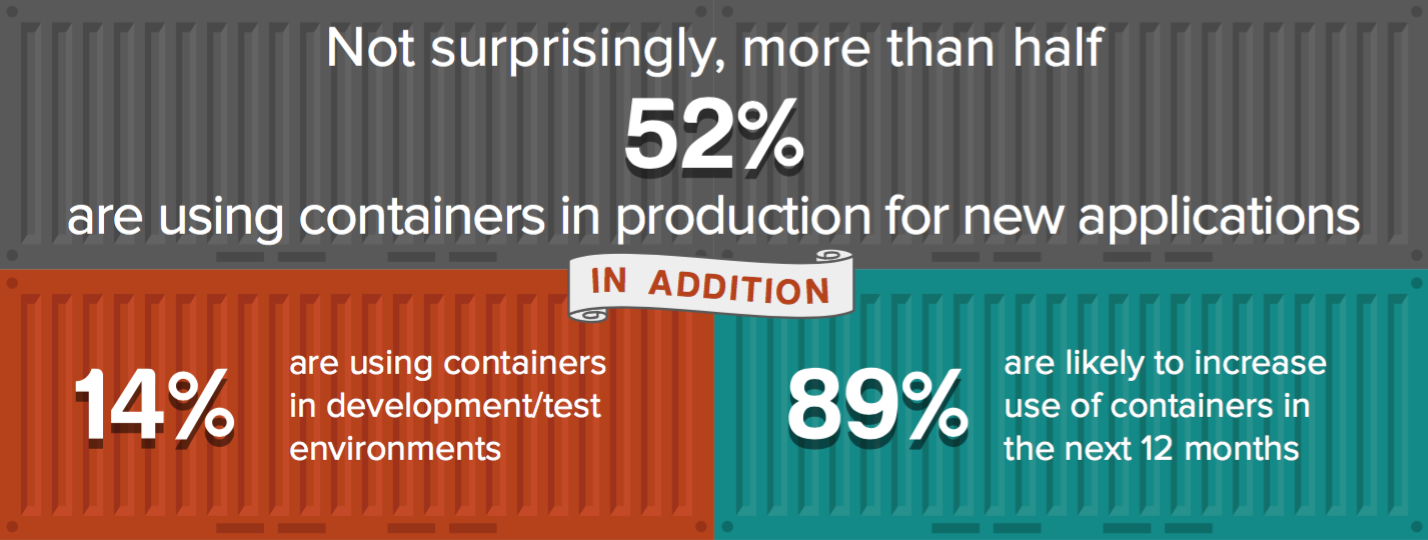 Not surprisingly, more than half
52%
are using containers in production for new applications
IN ADDITION
14%
are using containers
in development/test
environments
89%
are likely to increase
use of containers in
the next 12 months